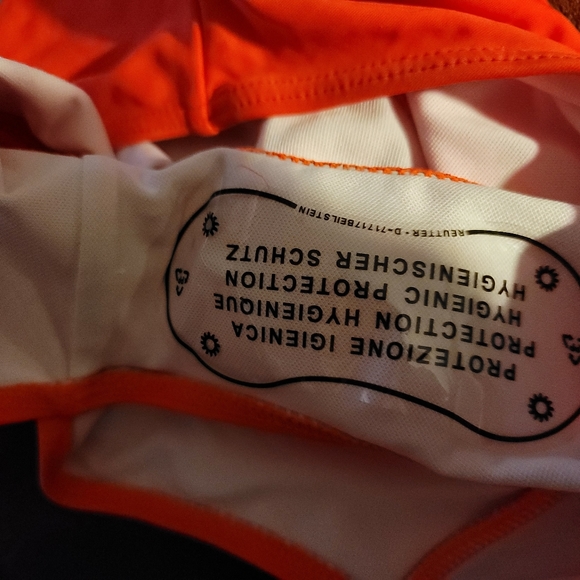 REUTTER • D-71717BEILSTEIN
HYGIENISCHER SCHUTZ
HYGIENIC PROTECTION
PROTECTION HYGIENIQUE
PROTEZIONE IGIENICA